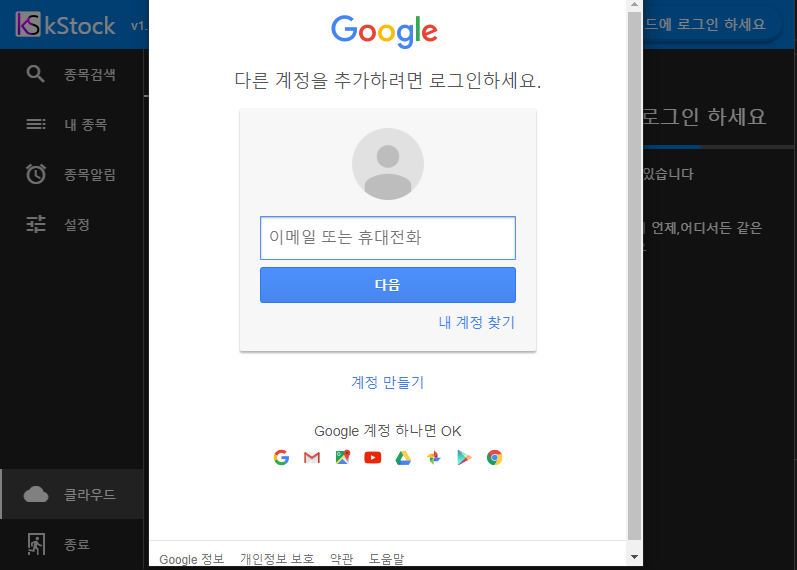 kStock v1.
드에 로그인 하세요
종목검색
내 종목
종목알림
설정
클라우드
종료
Google
다른 계정을 추가하려면 로그인하세요.
이메일 또는 휴대전화
다음
내 계정 찾기
계정 만들기
Google 계정 하나면 OK
Google 정보 개인정보 보호 약관 도움말
로그인 하세요
있습니다
언제,어디서든 같은